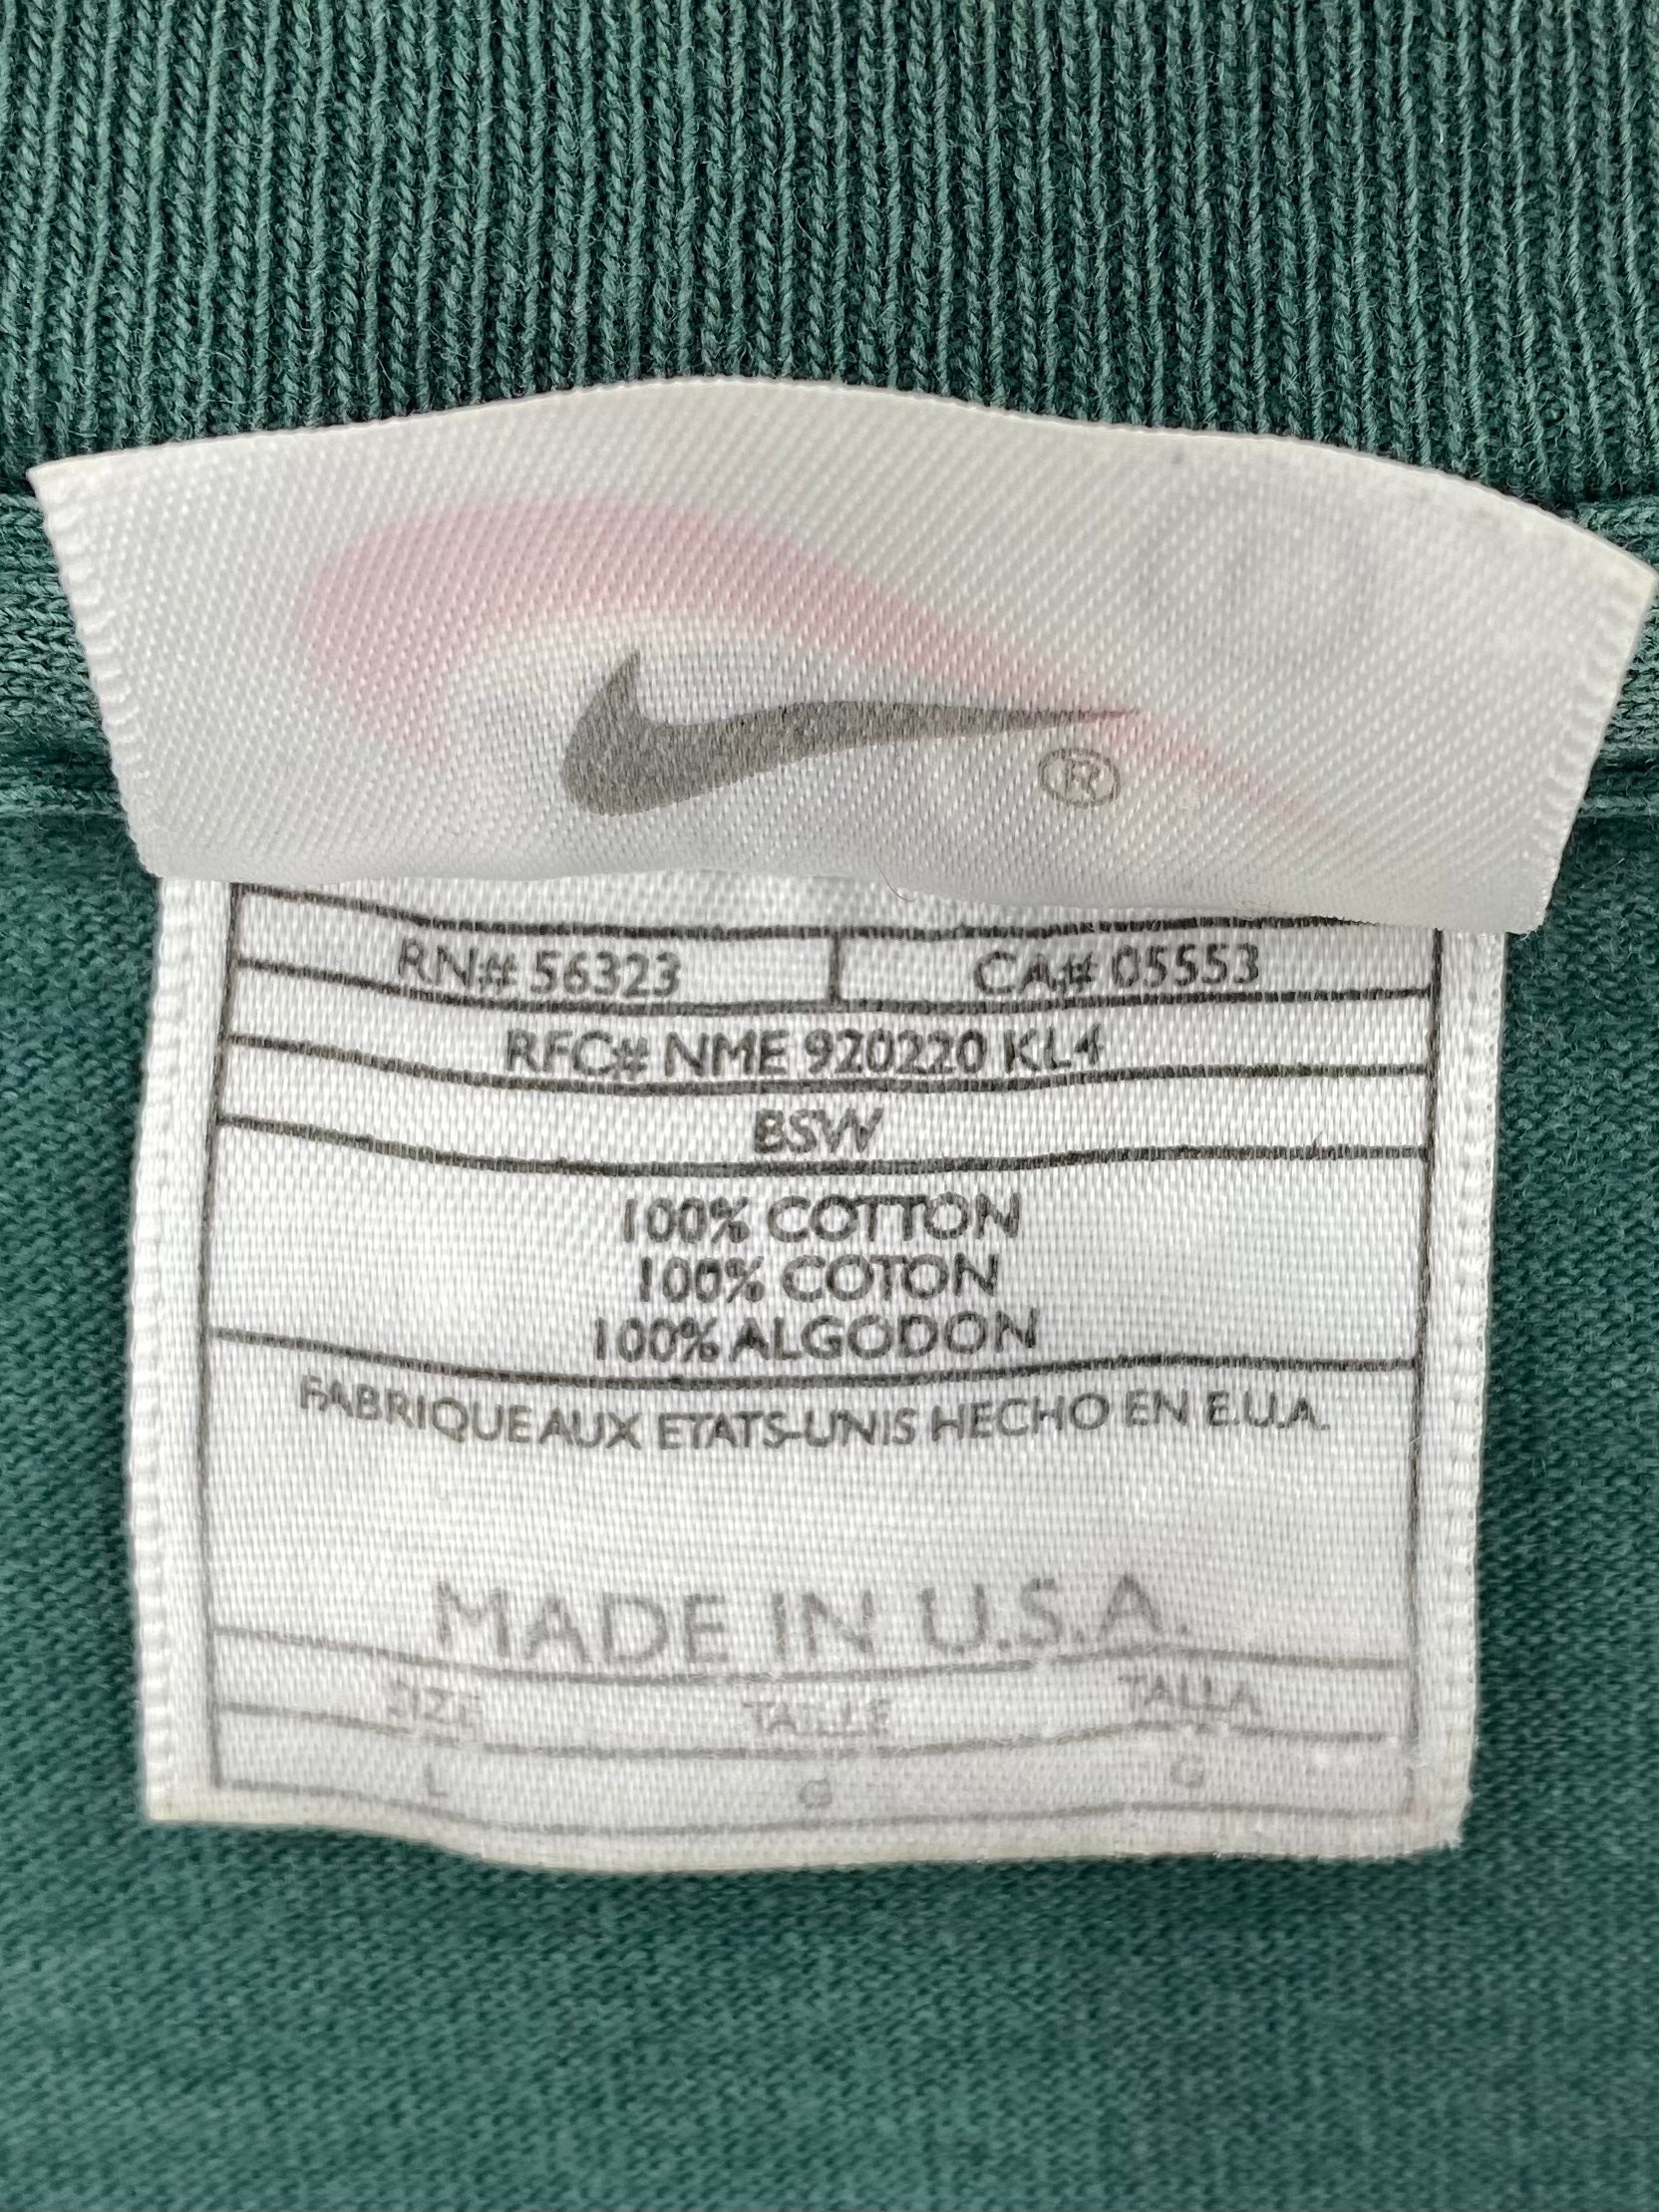 ®
RN# 56323 CA# 05553
RFC# NME 920220 KL4
BSW
100% COTTON
100% COTON
100% ALGODON
FABRIQUE AUX ETATS-UNIS HECHO EN E.U.A.
MADE IN U.S.A.
SIZE TAILLE TALLA
L G G